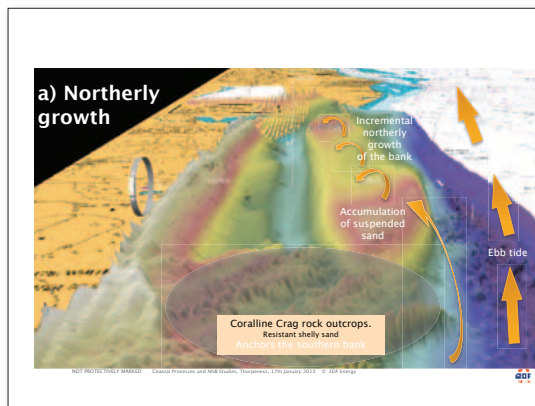 a) Northerly
growth
Incremental
northerly
growth
of the bank
Accumulation
of suspended
sand
Ebb tide
Coralline Crag rock outcrops.
Resistant shelly sand
Anchors the southern bank
NOT PROTECTIVELY MARKED Coastal Processes and NNB Studies, Thorpeness, 17th January 2013 © EDF Energy
EDF